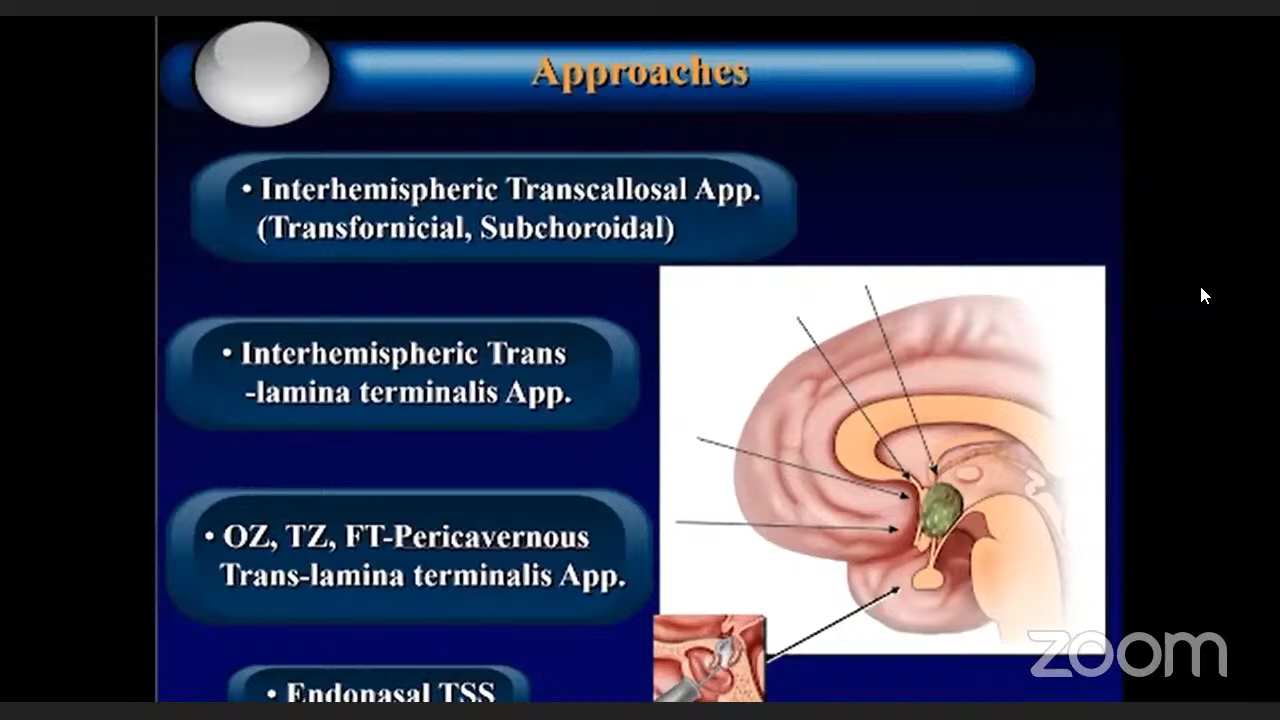 Approaches
• Interhemispheric Transcallosal App.
(Transfornicial, Subchoroidal)
• Interhemispheric Trans
-lamina terminalis App.
• OZ, TZ, FT-Pericavernous
Trans-lamina terminalis App.
• Endonasal TSS
zoom